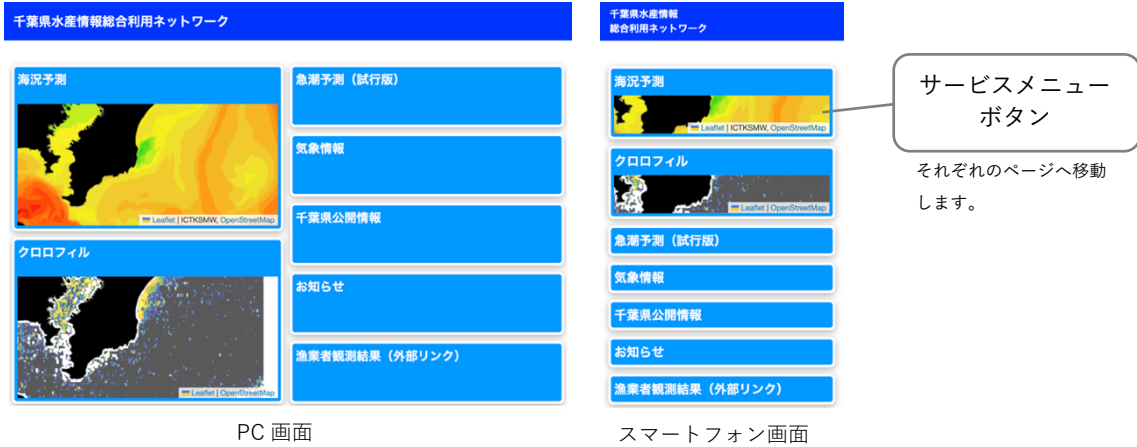 千葉県水産情報総合利用ネットワーク
海況予測
Leaflet | ICTKSMW, OpenStreetMap
クロロフィル
Leaflet | OpenStreetMap
急潮予測（試行版）
気象情報
千葉県公開情報
お知らせ
漁業者観測結果（外部リンク）
PC 画面
千葉県水産情報
総合利用ネットワーク
海況予測
Leaflet | ICTKSMW, OpenStreetMap
クロロフィル
Leaflet | OpenStreetMap
急潮予測（試行版）
気象情報
千葉県公開情報
お知らせ
漁業者観測結果（外部リンク）
スマートフォン画面
サービスメニュー
ボタン
それぞれのページへ移動
します。